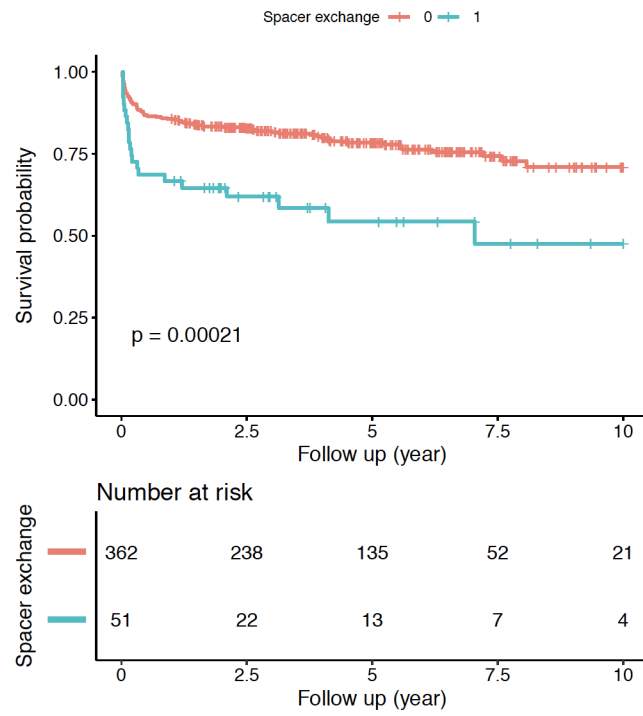 Spacer exchange 0 1
Survival probability
1.00
0.75
0.50
0.25
0.00
p = 0.00021
0 2.5 5 7.5 10
Follow up (year)
Number at risk
Spacer exchange
362 238 135 52 21
51 22 13 7 4
0 2.5 5 7.5 10
Follow up (year)